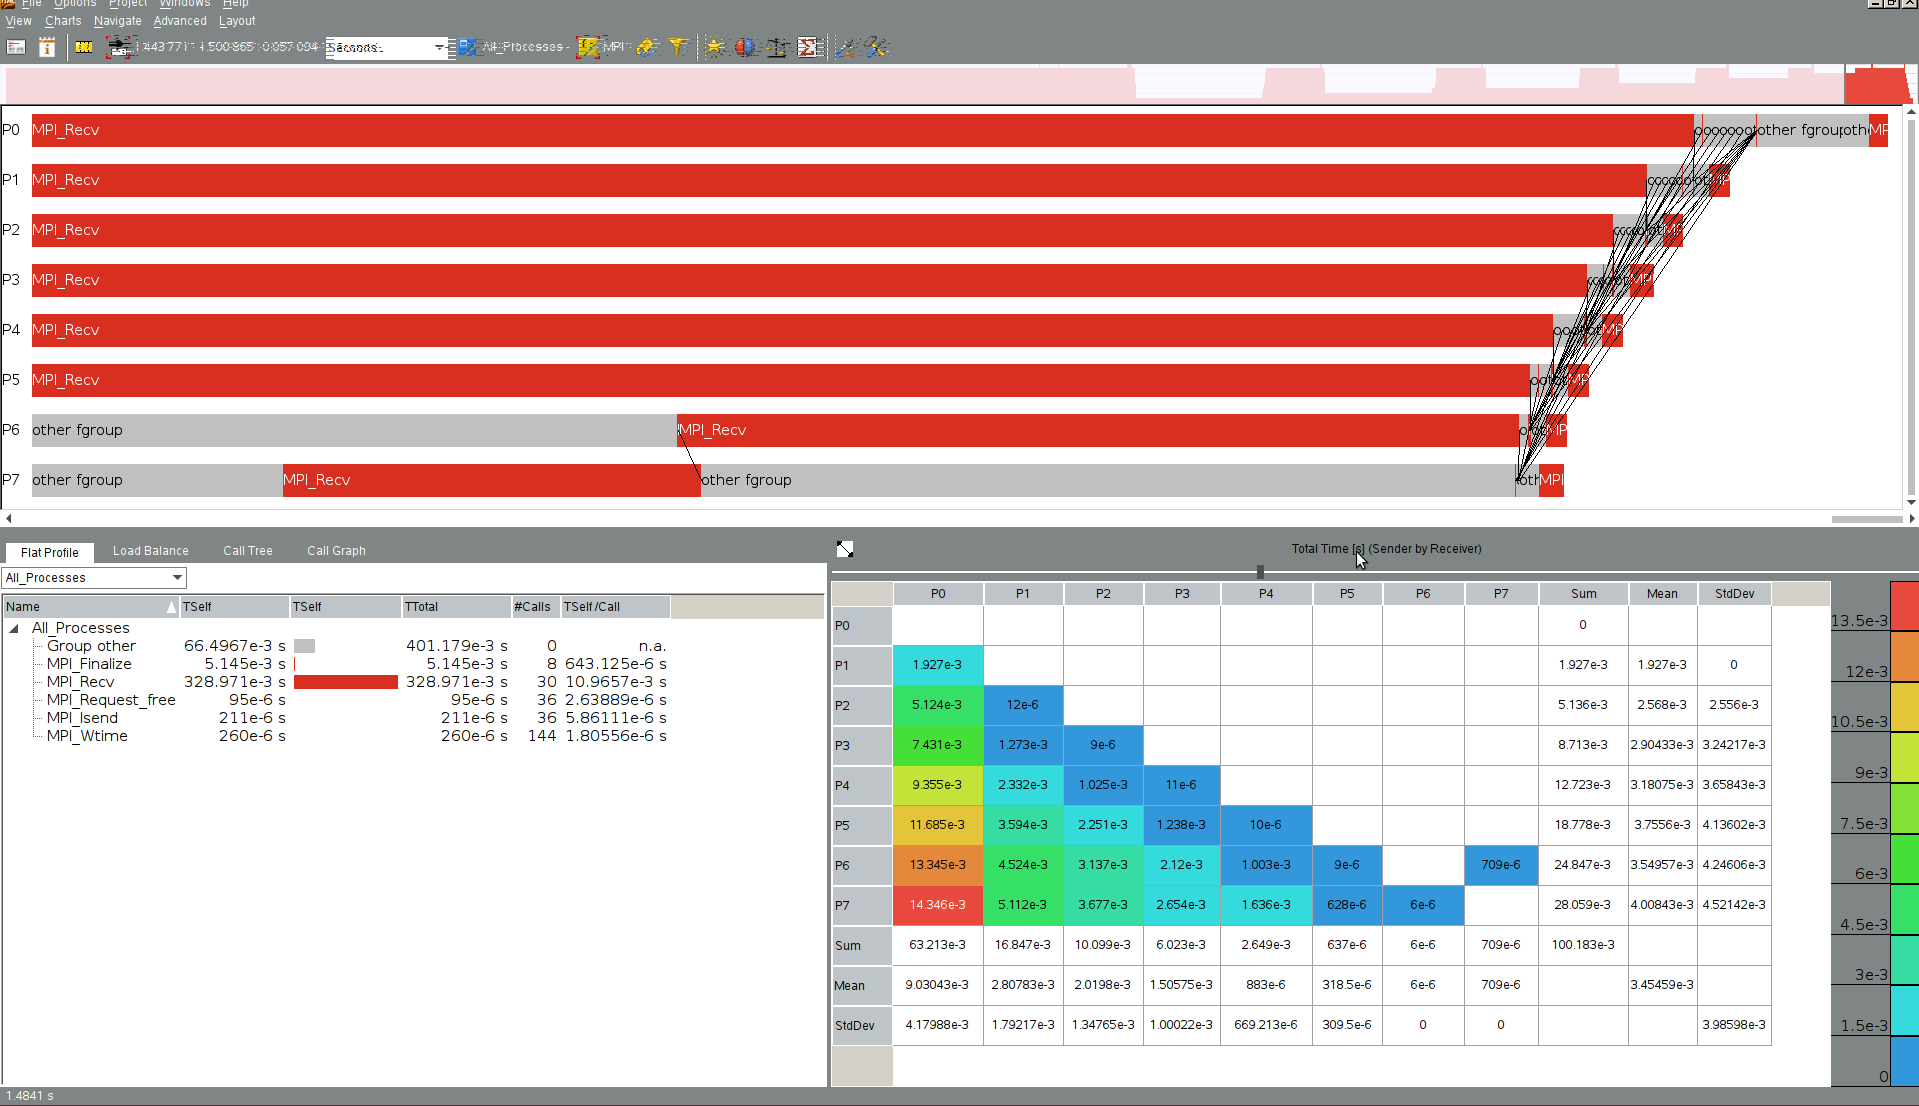 File Options Project Windows Help
View Charts Navigate Advanced Layout
Seconds All_Processes MPI
P0 MPI_Recv other fgroup oth MP
P1 MPI_Recv MP
P2 MPI_Recv MP
P3 MPI_Recv MPI
P4 MPI_Recv MP
P5 MPI_Recv MP
P6 other fgroup MPI_Recv MP
P7 other fgroup MPI_Recv other fgroup oth MPI
Flat Profile Load Balance Call Tree Call Graph
All_Processes
Name TSelf TSelf TTotal #Calls TSelf/Call
All_Processes
Group other 66.4967e-3 s 401.179e-3 s 0 n.a.
MPI_Finalize 5.145e-3 s 5.145e-3 s 8 643.125e-6 s
MPI_Recv 328.971e-3 s 328.971e-3 s 30 10.9657e-3 s
MPI_Request_free 95e-6 s 95e-6 s 36 2.63889e-6 s
MPI_Isend 211e-6 s 211e-6 s 36 5.86111e-6 s
MPI_Wtime 260e-6 s 260e-6 s 144 1.80556e-6 s
Total Time [s] (Sender by Receiver)
P0 P1 P2 P3 P4 P5 P6 P7 Sum Mean StdDev
P0 0
P1 1.927e-3 1.927e-3 1.927e-3 0
P2 5.124e-3 12e-6 5.136e-3 2.568e-3 2.556e-3
P3 7.431e-3 1.273e-3 9e-6 8.713e-3 2.90433e-3 3.24217e-3
P4 9.355e-3 2.332e-3 1.025e-3 11e-6 12.723e-3 3.18075e-3 3.65843e-3
P5 11.685e-3 3.594e-3 2.251e-3 1.238e-3 10e-6 18.778e-3 3.7556e-3 4.13602e-3
P6 13.345e-3 4.524e-3 3.137e-3 2.12e-3 1.003e-3 9e-6 709e-6 24.847e-3 3.54957e-3 4.24606e-3
P7 14.346e-3 5.112e-3 3.677e-3 2.654e-3 1.636e-3 628e-6 6e-6 28.059e-3 4.00843e-3 4.52142e-3
Sum 63.213e-3 16.847e-3 10.099e-3 6.023e-3 2.649e-3 637e-6 6e-6 709e-6 100.183e-3
Mean 9.03043e-3 2.80783e-3 2.0198e-3 1.50575e-3 883e-6 318.5e-6 6e-6 709e-6 3.45459e-3
StdDev 4.17988e-3 1.79217e-3 1.34765e-3 1.00022e-3 669.213e-6 309.5e-6 0 0 3.98598e-3
13.5e-3
12e-3
10.5e-3
9e-3
7.5e-3
6e-3
4.5e-3
3e-3
1.5e-3
0
1.4841 s